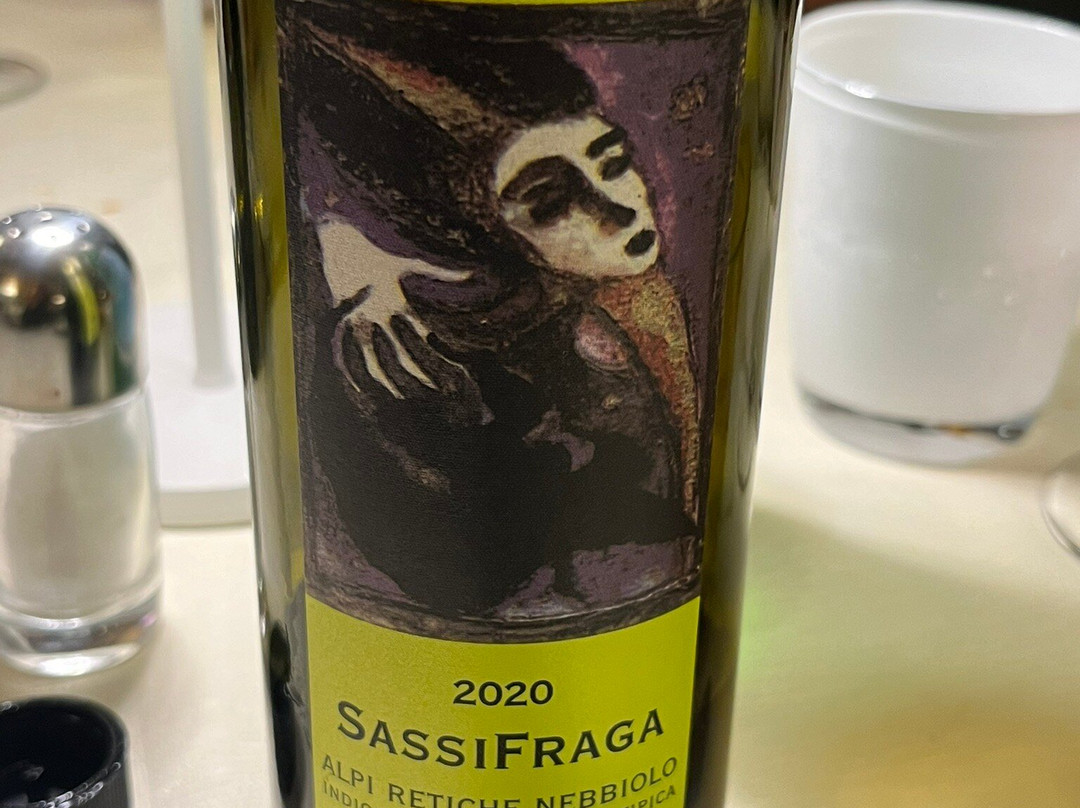 2020
SASSIFRAGA
ALPI RETICHE NEBBIOLO